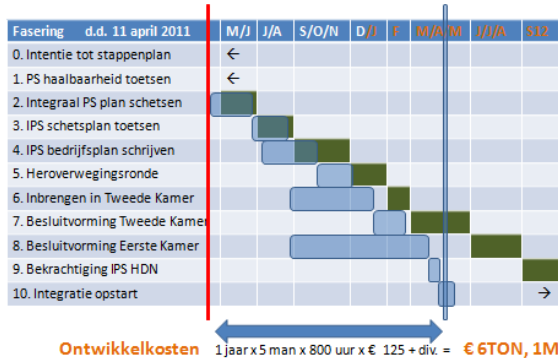 Fasering d.d. 11 april 2011 M/J J/A S/O/N D/J F M/A/M J/J/A S12
0. Intentie tot stappenplan ←
1. PS haalbaarheid toetsen ←
2. Integraal PS plan schetsen
3. IPS schetsplan toetsen
4. IPS bedrijfsplan schrijven
5. Heroverwegingsronde
6. Inbrengen in Tweede Kamer
7. Besluitvorming Tweede Kamer
8. Besluitvorming Eerste Kamer
9. Bekrachtiging IPS HDN
10. Integratie opstart →
Ontwikkelkosten 1 jaar x 5 man x 800 uur x € 125 + div. = € 6TON, 1M